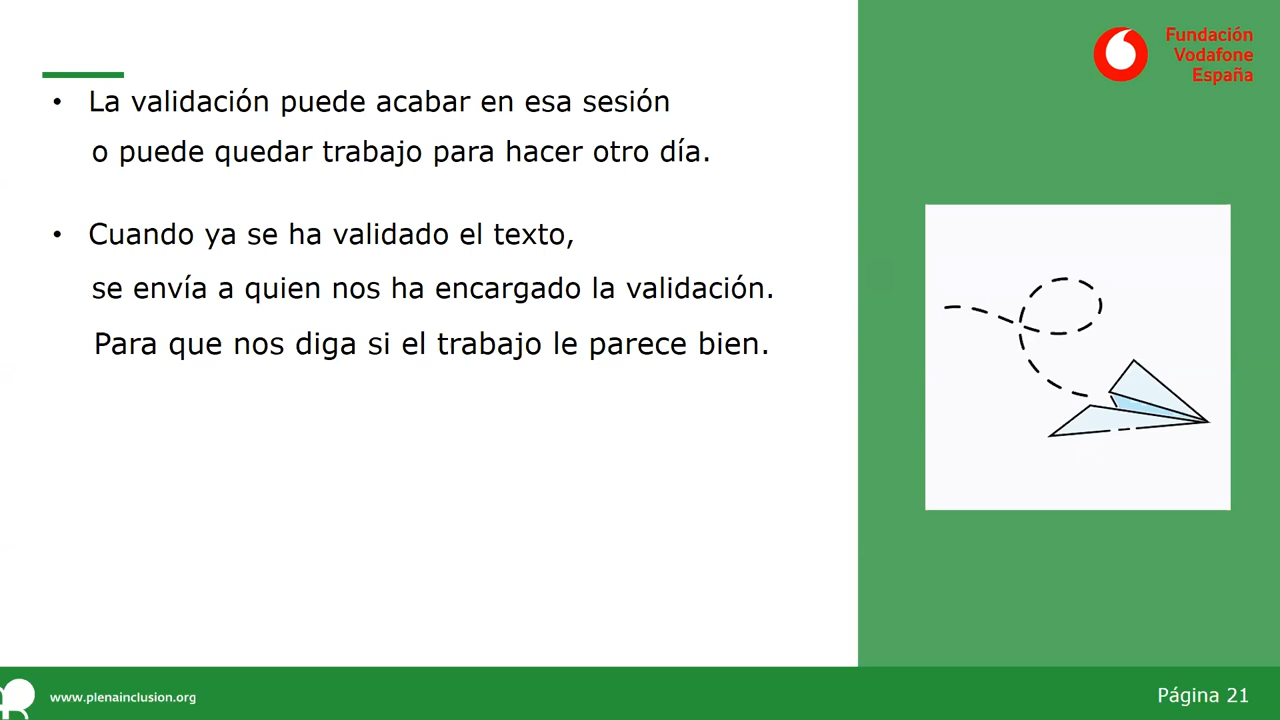 Fundación
Vodafone
España
• La validación puede acabar en esa sesión
o puede quedar trabajo para hacer otro día.
• Cuando ya se ha validado el texto,
se envía a quien nos ha encargado la validación.
Para que nos diga si el trabajo le parece bien.
www.plenainclusion.org
Página 21